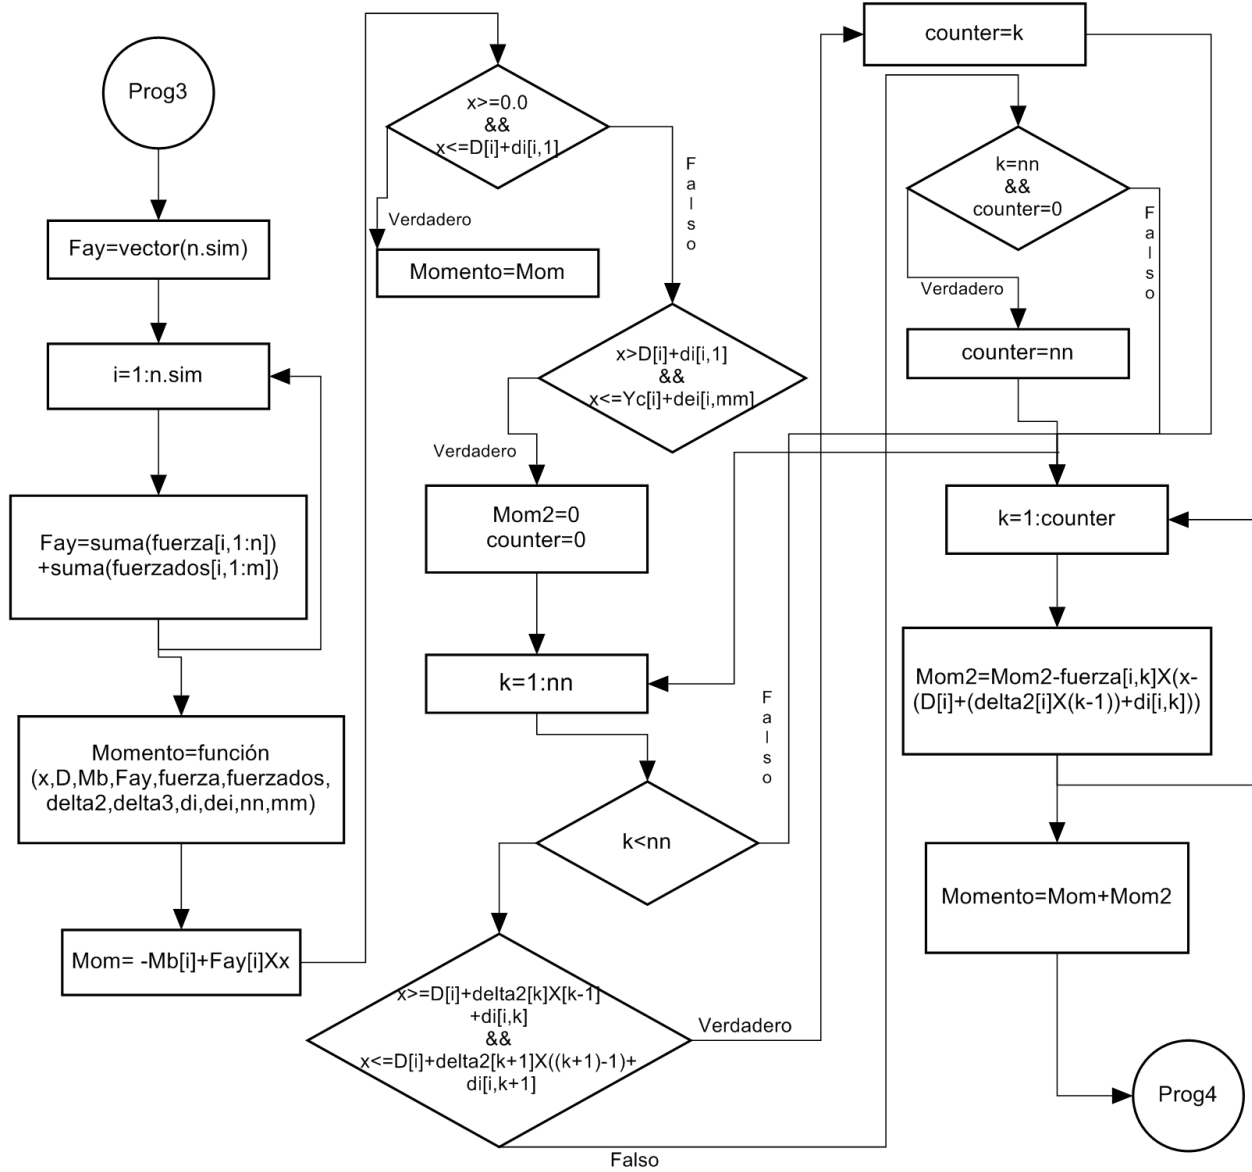 Prog3
Fay=vector(n.sim)
i=1:n.sim
Fay=suma(fuerza[i,1:n])
+suma(fuerzados[i,1:m])
Momento=función
(x,D,Mb,Fay,fuerza,fuerzados,
delta2,delta3,di,dei,nn,mm)
Mom= -Mb[i]+Fay[i]Xx
x>=0.0
&&
x<=D[i]+di[i,1]
Verdadero
Falso
Momento=Mom
x>D[i]+di[i,1]
&&
x<=Yc[i]+dei[i,mm]
Verdadero
Mom2=0
counter=0
k=1:nn
Falso
k<nn
x>=D[i]+delta2[k]X[k-1]
+di[i,k]
&&
x<=D[i]+delta2[k+1]X((k+1)-1)+
di[i,k+1]
Verdadero
Falso
counter=k
k=nn
&&
counter=0
Falso
Verdadero
counter=nn
k=1:counter
Mom2=Mom2-fuerza[i,k]X(x-
(D[i]+(delta2[i]X(k-1))+di[i,k]))
Momento=Mom+Mom2
Prog4